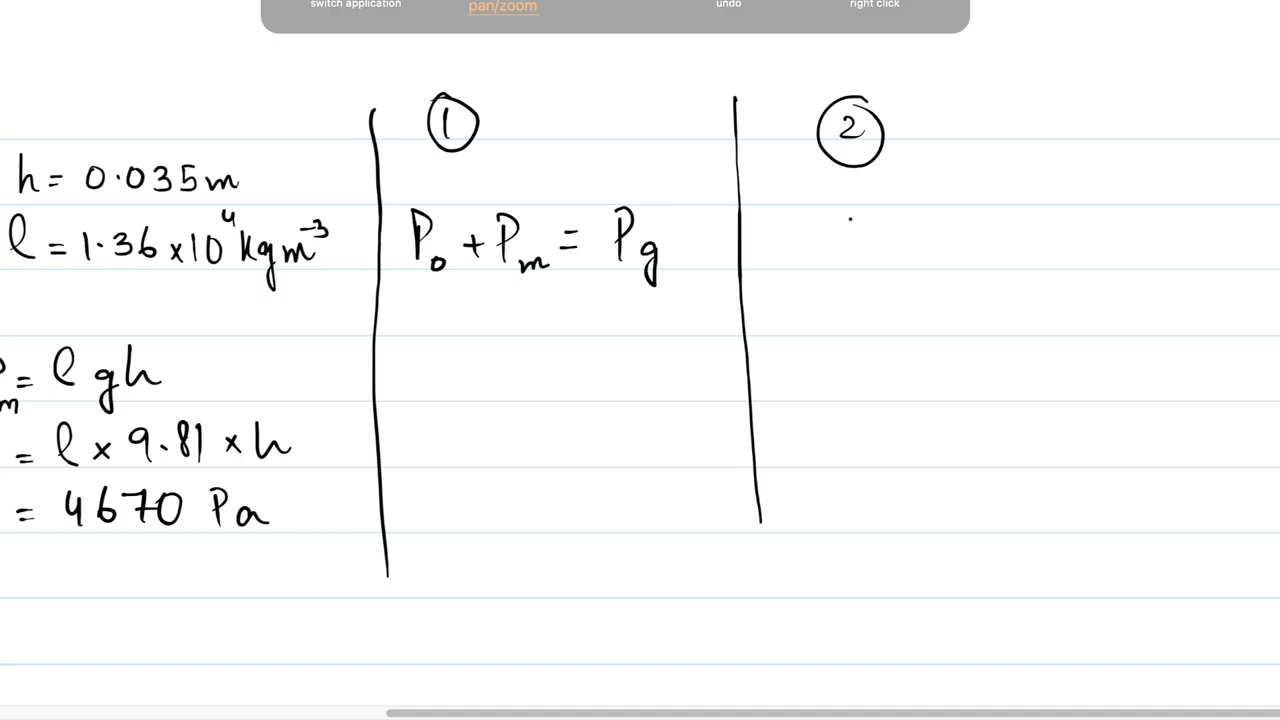 switch application pan/zoom undo right click
① ②
h = 0.035 m
ρ = 1.36 × 10⁴ kg m⁻³
P₀ + Pₘ = P_g
Pₘ = ρ g h
= ρ × 9.81 × h
= 4670 Pa